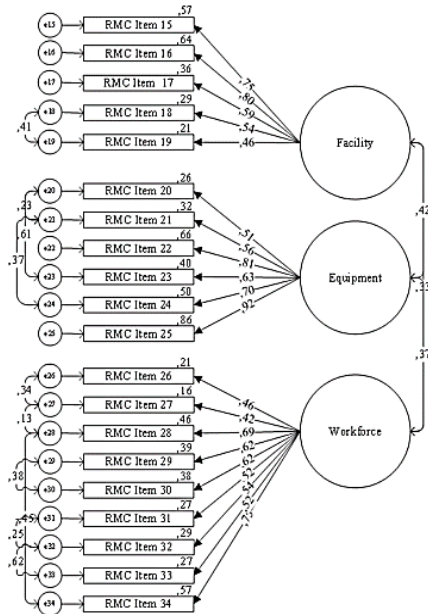 ,57
e15 RMC Item 15
,64
e16 RMC Item 16
,36
e17 RMC Item 17
,29
e18 RMC Item 18
,21
e19 RMC Item 19
,41
,75
,80
,59
,54
,46
Facility
,42
,26
e20 RMC Item 20
,32
e21 RMC Item 21
,66
e22 RMC Item 22
,40
e23 RMC Item 23
,50
e24 RMC Item 24
,86
e25 RMC Item 25
,23
,61
,37
,51
,56
,81
,63
,70
,92
Equipment
,33
,37
,21
e26 RMC Item 26
,16
e27 RMC Item 27
,46
e28 RMC Item 28
,39
e29 RMC Item 29
,38
e30 RMC Item 30
,27
e31 RMC Item 31
,29
e32 RMC Item 32
,27
e33 RMC Item 33
,57
e34 RMC Item 34
,34
,13
,38
,45
,25
,62
,46
,42
,69
,62
,62
,52
,54
,52
,75
Workforce